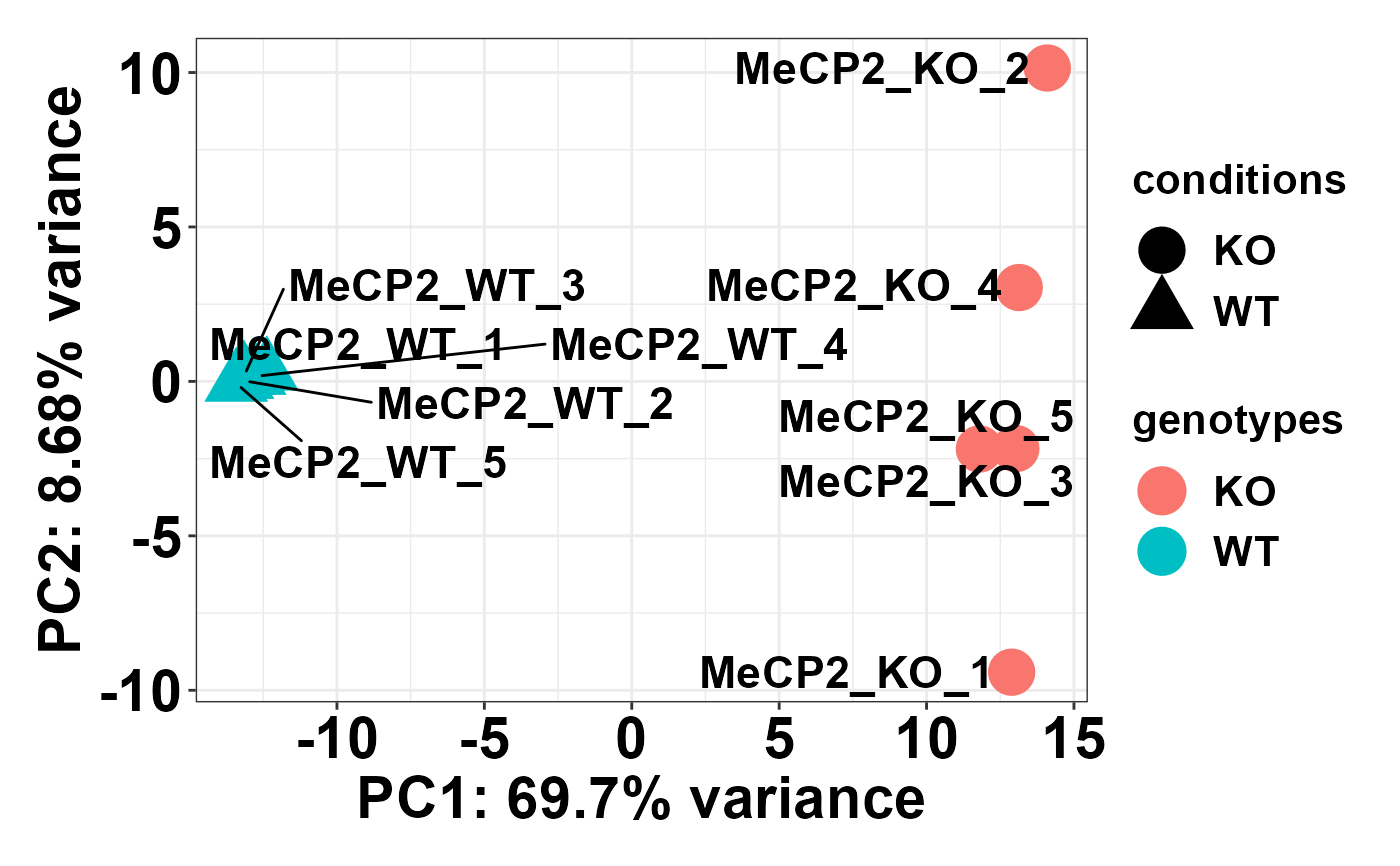 PC2: 8.68% variance
10
5
0
-5
-10
MeCP2_KO_2
MeCP2_WT_3
MeCP2_KO_4
MeCP2_WT_1
MeCP2_WT_4
MeCP2_WT_2
MeCP2_KO_5
MeCP2_WT_5
MeCP2_KO_3
MeCP2_KO_1
-10
-5
0
5
10
15
PC1: 69.7% variance
conditions
KO
WT
genotypes
KO
WT